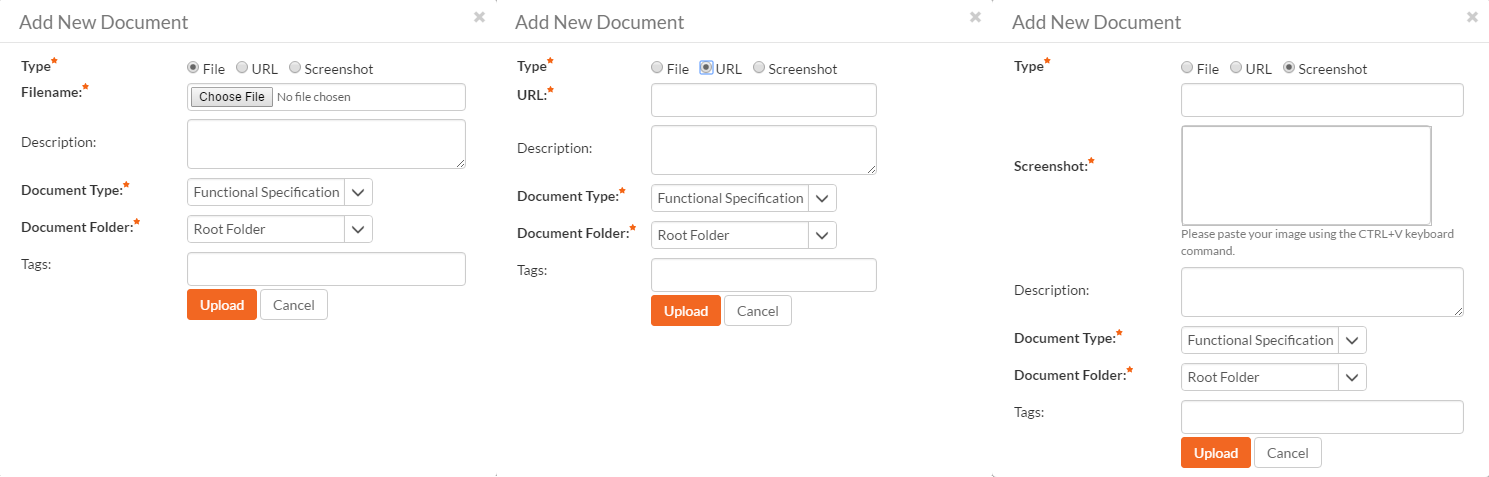 Add New Document ×
Type* File URL Screenshot
Filename:* Choose File No file chosen
Description:
Document Type:* Functional Specification
Document Folder:* Root Folder
Tags:
Upload Cancel
Add New Document ×
Type* File URL Screenshot
URL:*
Description:
Document Type:* Functional Specification
Document Folder:* Root Folder
Tags:
Upload Cancel
Add New Document ×
Type* File URL Screenshot
Screenshot:*
Please paste your image using the CTRL+V keyboard
command.
Description:
Document Type:* Functional Specification
Document Folder:* Root Folder
Tags:
Upload Cancel